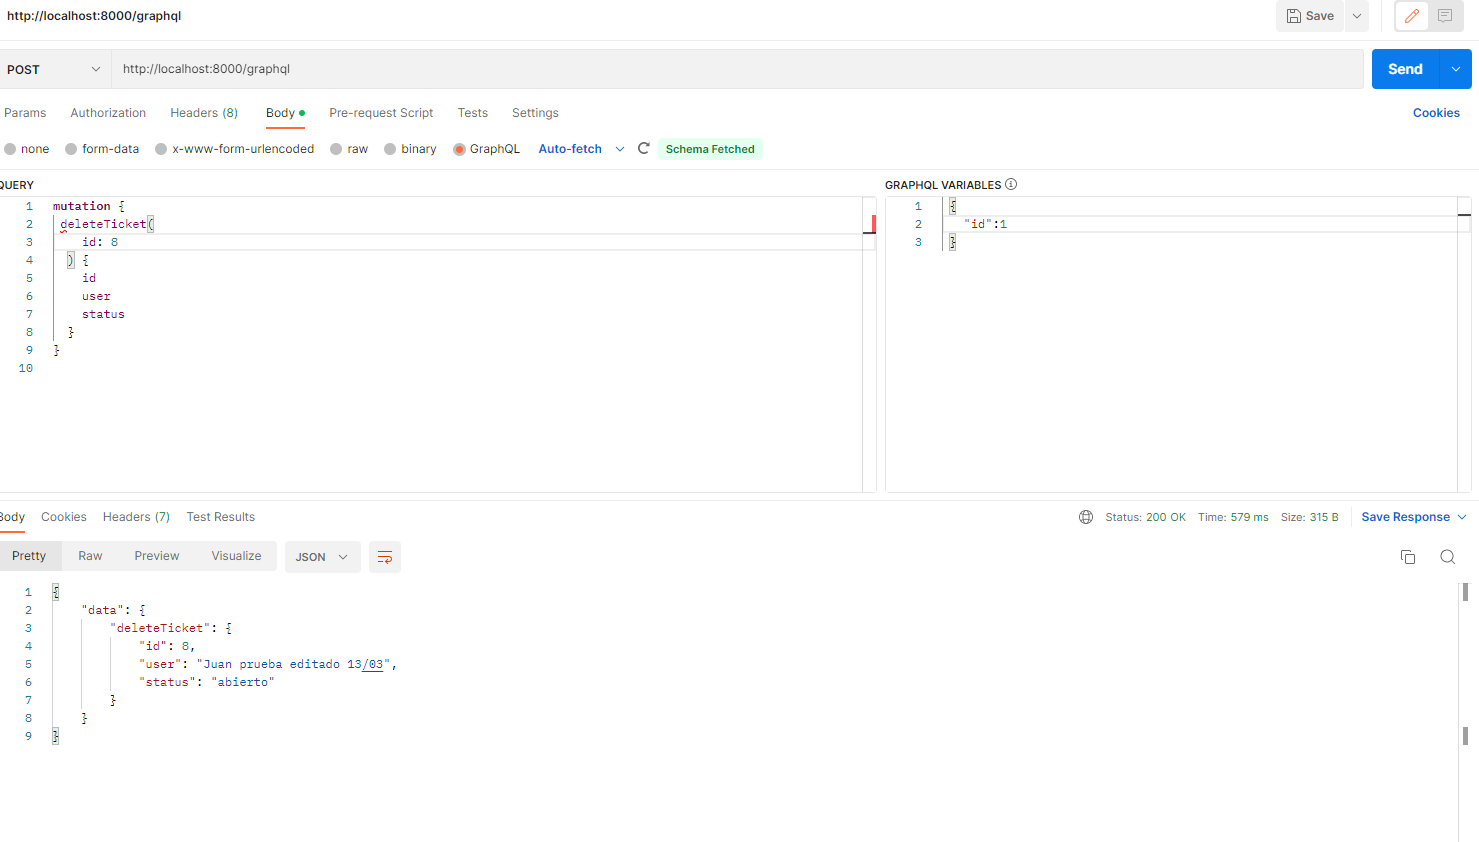 http://localhost:8000/graphql
Save
POST
http://localhost:8000/graphql
Send
Params Authorization Headers (8) Body Pre-request Script Tests Settings Cookies
none form-data x-www-form-urlencoded raw binary GraphQL Auto-fetch Schema Fetched
QUERY
1 mutation {
2 deleteTicket(
3 id: 8
4 ) {
5 id
6 user
7 status
8 }
9 }
10
GRAPHQL VARIABLES
1 {
2 "id":1
3 }
Body Cookies Headers (7) Test Results Status: 200 OK Time: 579 ms Size: 315 B Save Response
Pretty Raw Preview Visualize JSON
1 {
2 "data": {
3 "deleteTicket": {
4 "id": 8,
5 "user": "Juan prueba editado 13/03",
6 "status": "abierto"
7 }
8 }
9 }